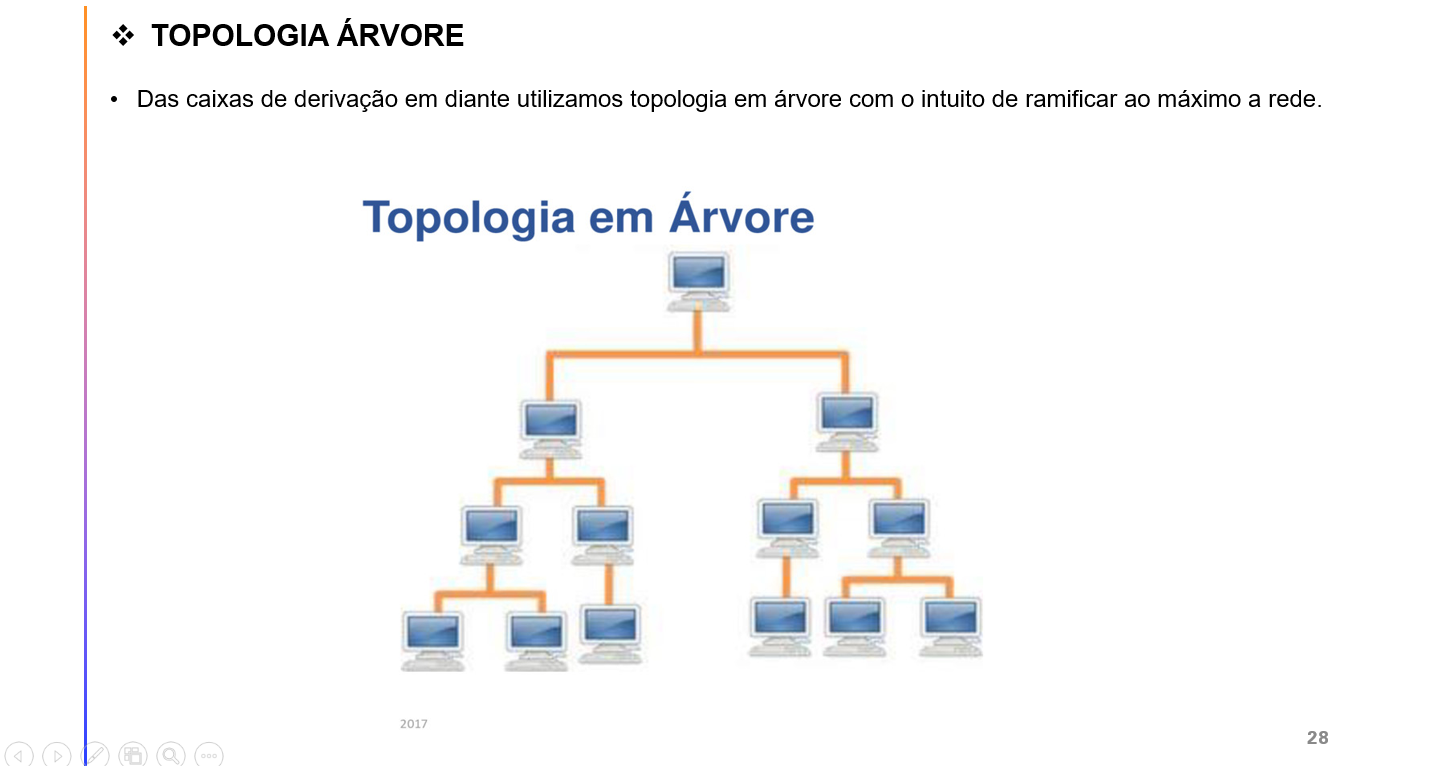 ❖ TOPOLOGIA ÁRVORE
• Das caixas de derivação em diante utilizamos topologia em árvore com o intuito de ramificar ao máximo a rede.
Topologia em Árvore
2017
28